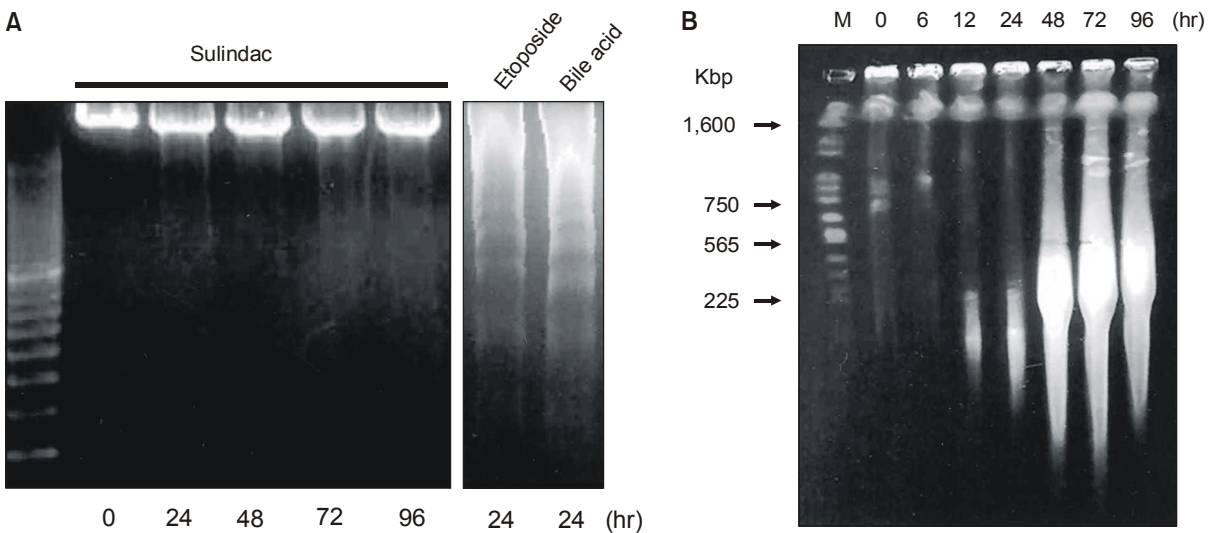 A
Sulindac
Etoposide
Bile acid
0 24 48 72 96 24 24 (hr)
B
M 0 6 12 24 48 72 96 (hr)
Kbp
1,600
750
565
225